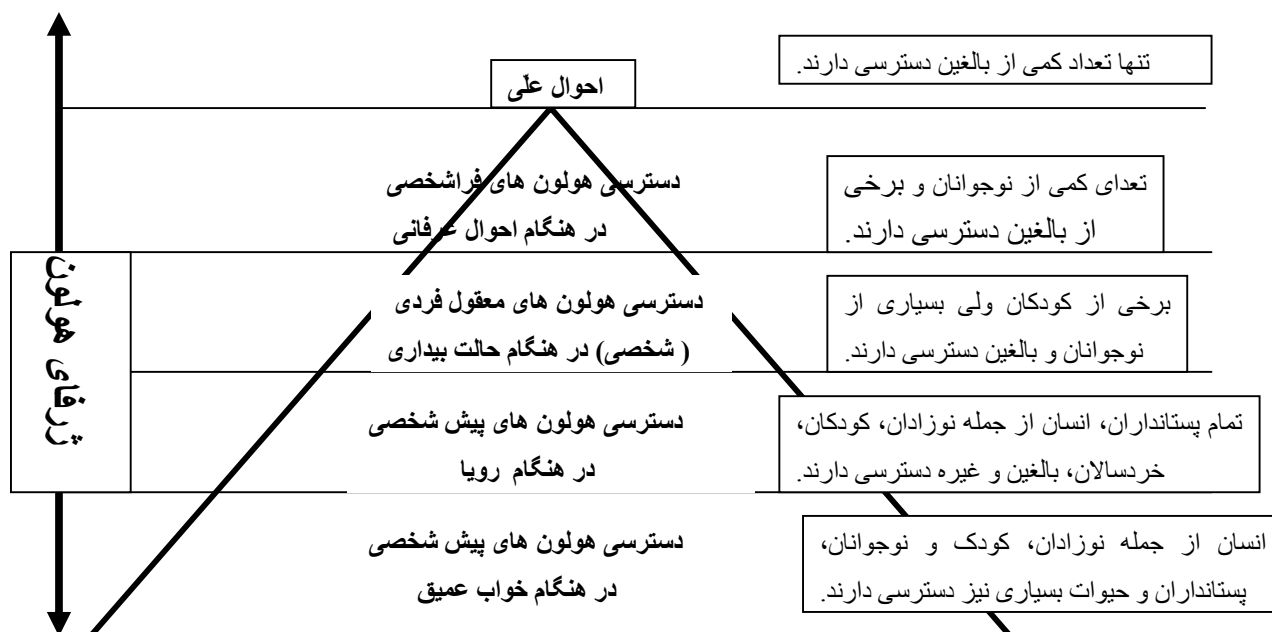 تنها تعداد کمی از بالغین دسترسی دارند.
احوال علّی
تعدای کمی از نوجوانان و برخی
از بالغین دسترسی دارند.
دسترسی هولون های فراشخصی
در هنگام احوال عرفانی
برخی از کودکان ولی بسیاری از
نوجوانان و بالغین دسترسی دارند.
دسترسی هولون های معقول فردی
( شخصی) در هنگام حالت بیداری
ژرفای هولون
تمام پستانداران، انسان از جمله نوزادان، کودکان،
خردسالان، بالغین و غیره دسترسی دارند.
دسترسی هولون های پیش شخصی
در هنگام رویا
انسان از جمله نوزادان، کودک و نوجوانان،
پستانداران و حیوات بسیاری نیز دسترسی دارند.
دسترسی هولون های پیش شخصی
در هنگام خواب عمیق